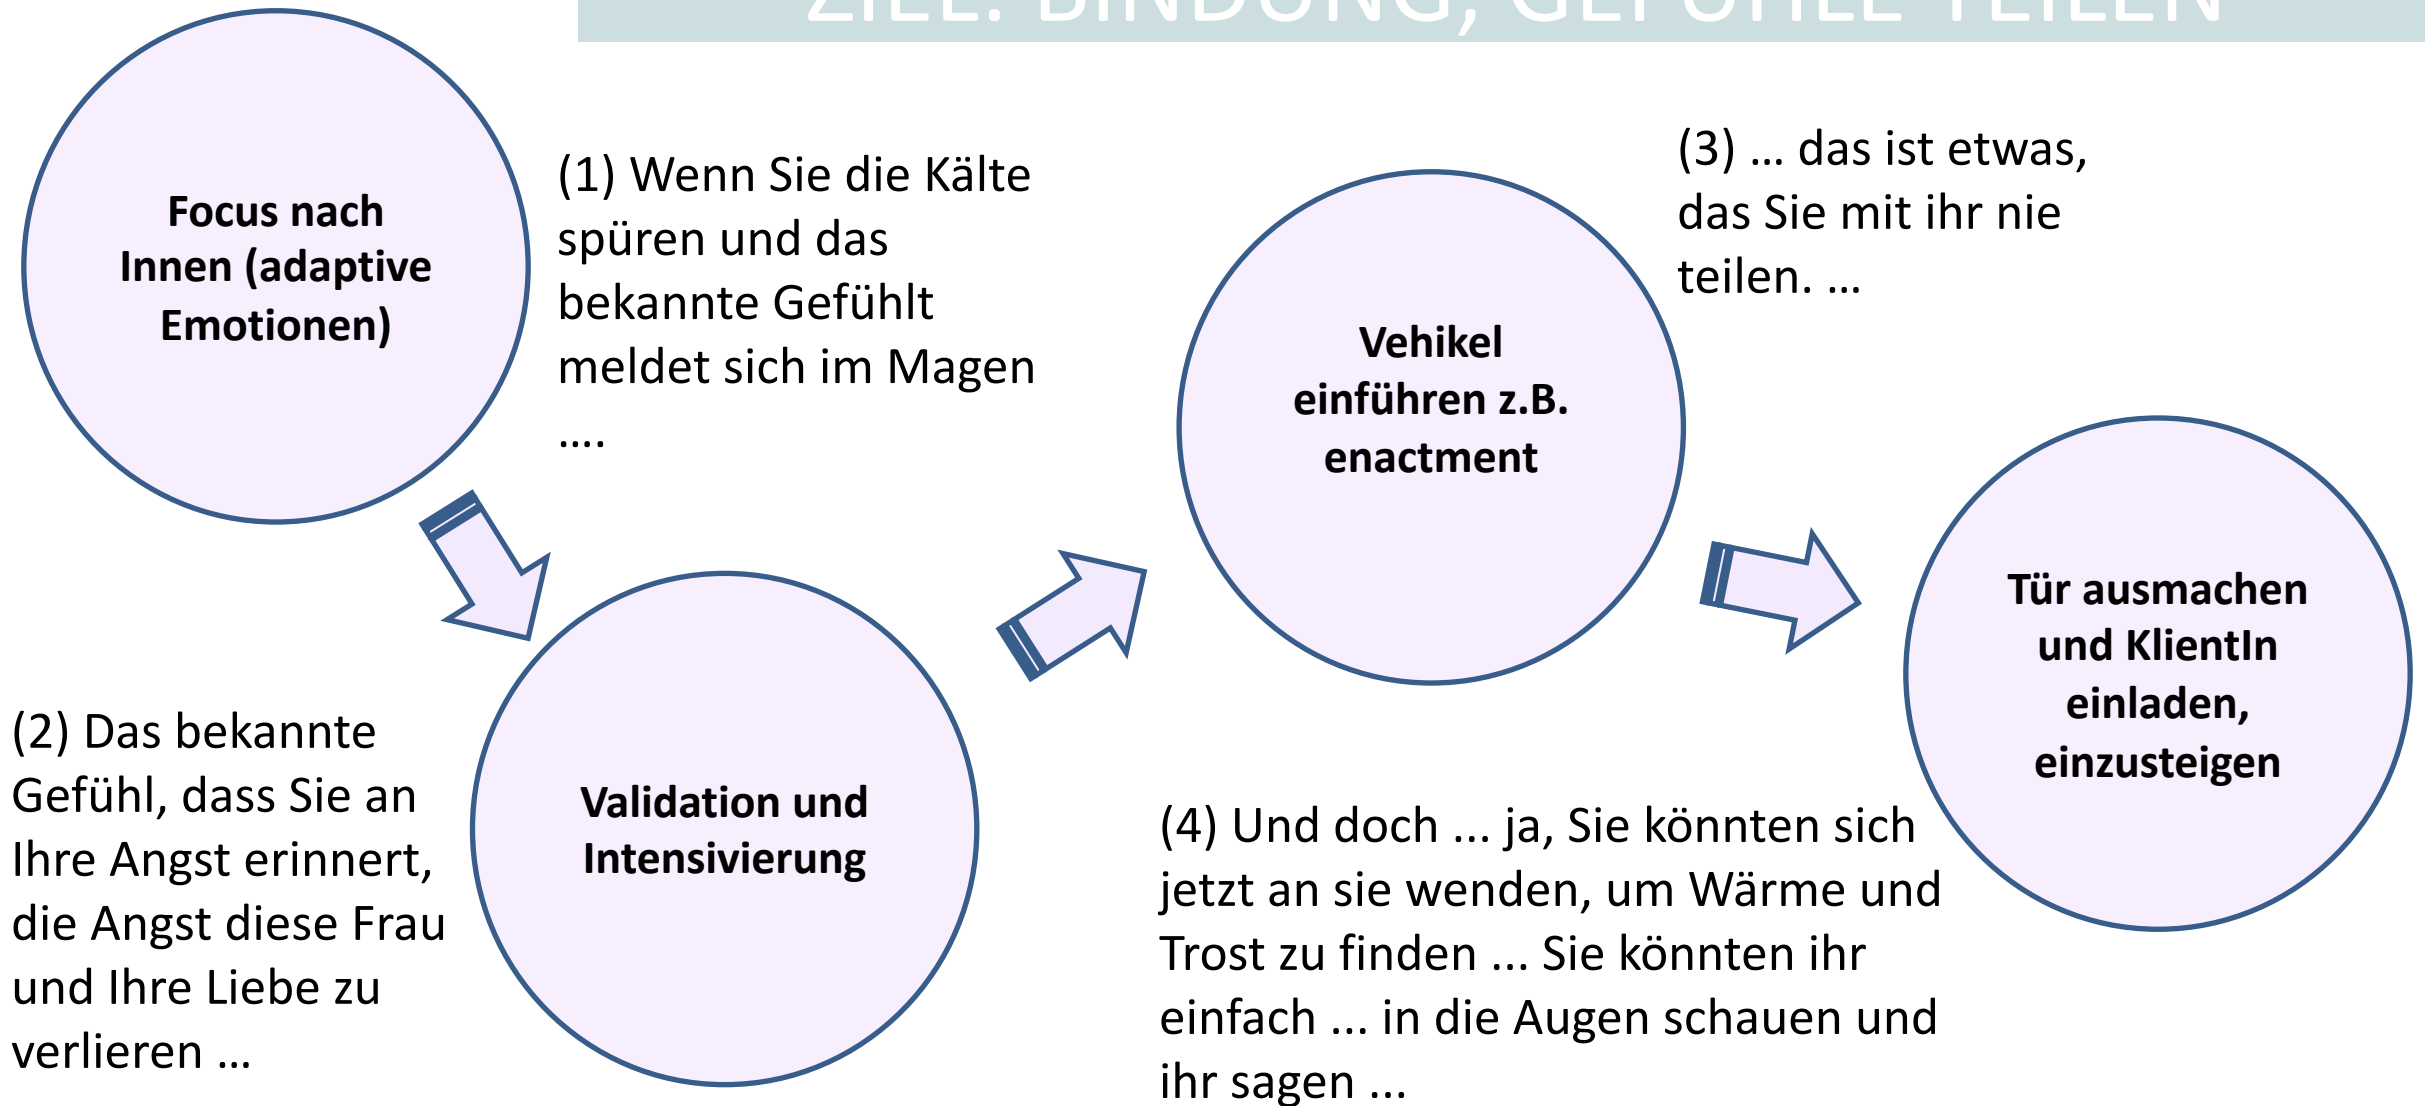 ZIEL: BINDUNG, GEFÜHLE TEILEN
Focus nach
Innen (adaptive
Emotionen)
(1) Wenn Sie die Kälte
spüren und das
bekannte Gefühlt
meldet sich im Magen
....
(2) Das bekannte
Gefühl, dass Sie an
Ihre Angst erinnert,
die Angst diese Frau
und Ihre Liebe zu
verlieren ...
Validation und
Intensivierung
Vehikel
einführen z.B.
enactment
(3) ... das ist etwas,
das Sie mit ihr nie
teilen. ...
(4) Und doch ... ja, Sie könnten sich
jetzt an sie wenden, um Wärme und
Trost zu finden ... Sie könnten ihr
einfach ... in die Augen schauen und
ihr sagen ...
Tür ausmachen
und KlientIn
einladen,
einzusteigen